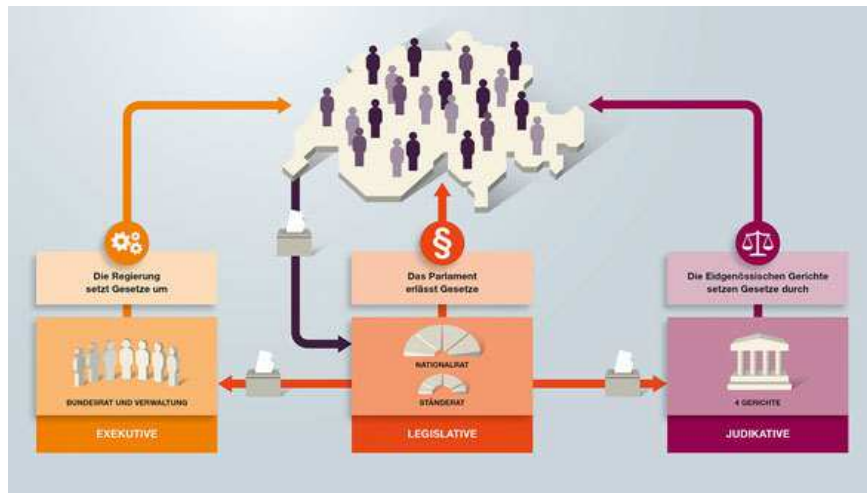 Die Regierung
setzt Gesetze um
BUNDESRAT UND VERWALTUNG
EXEKUTIVE
§
Das Parlament
erlässt Gesetze
NATIONALRAT
STÄNDERAT
LEGISLATIVE
Die Eidgenössischen Gerichte
setzen Gesetze durch
4 GERICHTE
JUDIKATIVE